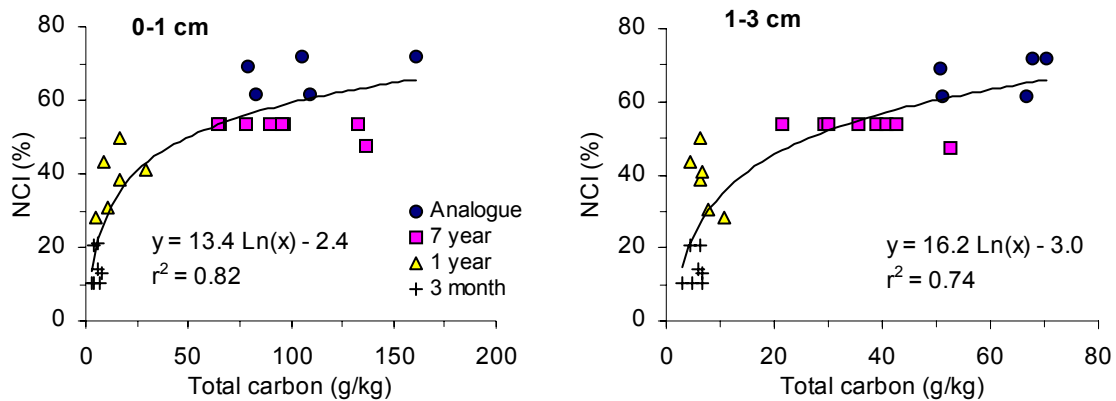 0-1 cm
80
60
40
20
0
NCI (%)
Analogue
7 year
1 year
3 month
y = 13.4 Ln(x) - 2.4
r² = 0.82
0 50 100 150 200
Total carbon (g/kg)
1-3 cm
80
60
40
20
0
NCI (%)
y = 16.2 Ln(x) - 3.0
r² = 0.74
0 20 40 60 80
Total carbon (g/kg)